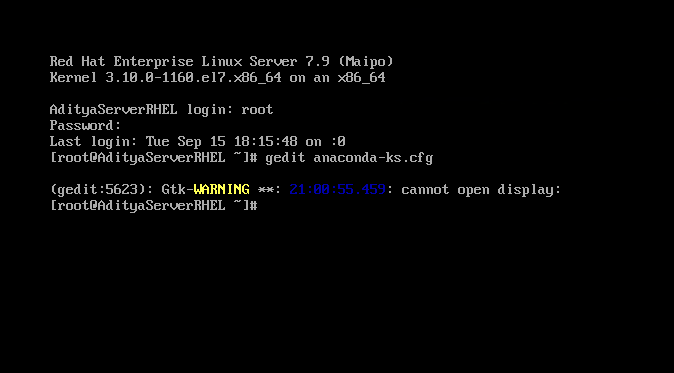 Red Hat Enterprise Linux Server 7.9 (Maipo)
Kernel 3.10.0-1160.el7.x86_64 on an x86_64
AdityaServerRHEL login: root
Password:
Last login: Tue Sep 15 18:15:48 on :0
[root@AdityaServerRHEL ~]# gedit anaconda-ks.cfg
(gedit:5623): Gtk-WARNING **: 21:00:55.459: cannot open display:
[root@AdityaServerRHEL ~]#